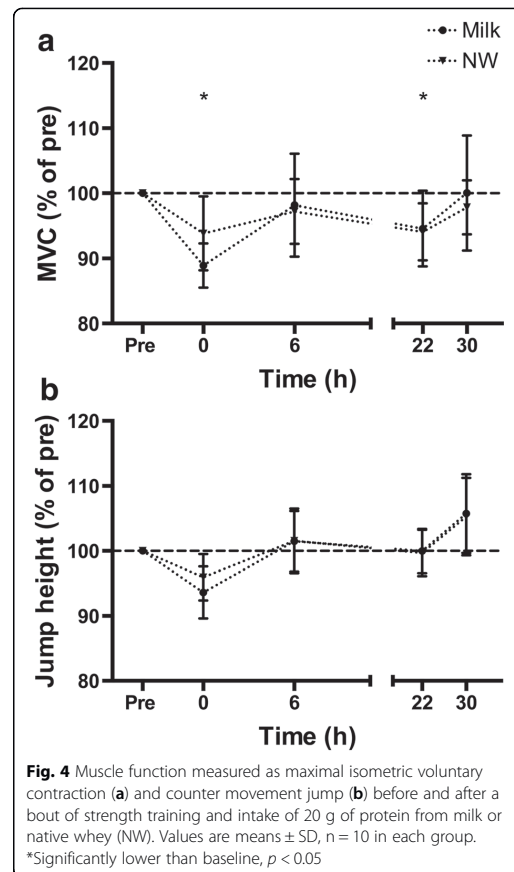 a
Milk
NW
120
110
100
90
80
MVC (% of pre)
* *
Pre 0 6 22 30
Time (h)
b
120
110
100
90
80
Jump height (% of pre)
Pre 0 6 22 30
Time (h)
Fig. 4 Muscle function measured as maximal isometric voluntary
contraction (a) and counter movement jump (b) before and after a
bout of strength training and intake of 20 g of protein from milk or
native whey (NW). Values are means ± SD, n = 10 in each group.
*Significantly lower than baseline, p < 0.05